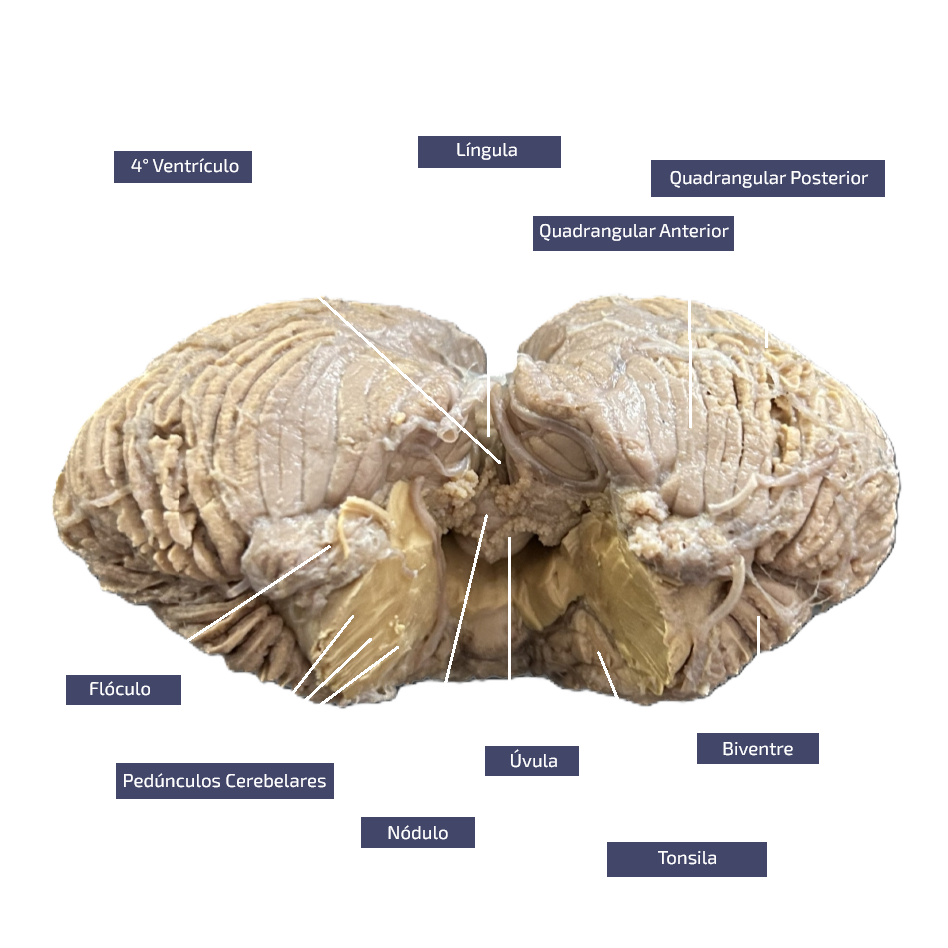 Língula
4° Ventrículo
Quadrangular Posterior
Quadrangular Anterior
Flóculo
Biventre
Úvula
Pedúnculos Cerebelares
Nódulo
Tonsila